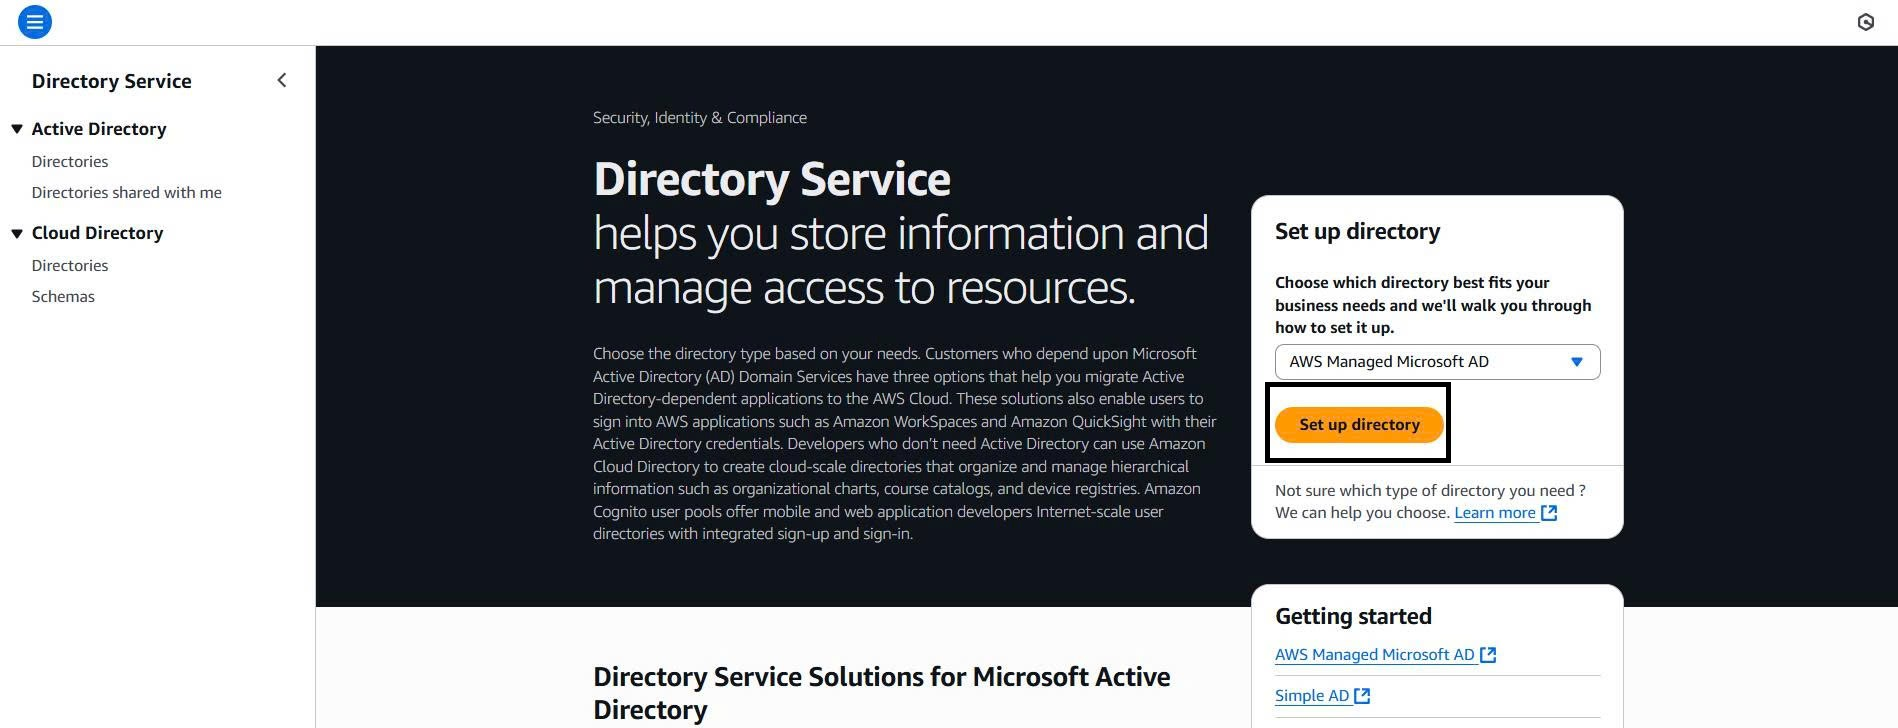 Directory Service
Active Directory
Directories
Directories shared with me
Cloud Directory
Directories
Schemas
Security, Identity & Compliance
Directory Service
helps you store information and
manage access to resources.
Choose the directory type based on your needs. Customers who depend upon Microsoft
Active Directory (AD) Domain Services have three options that help you migrate Active
Directory-dependent applications to the AWS Cloud. These solutions also enable users to
sign into AWS applications such as Amazon WorkSpaces and Amazon QuickSight with their
Active Directory credentials. Developers who don't need Active Directory can use Amazon
Cloud Directory to create cloud-scale directories that organize and manage hierarchical
information such as organizational charts, course catalogs, and device registries. Amazon
Cognito user pools offer mobile and web application developers Internet-scale user
directories with integrated sign-up and sign-in.
Set up directory
Choose which directory best fits your
business needs and we'll walk you through
how to set it up.
AWS Managed Microsoft AD
Set up directory
Not sure which type of directory you need ?
We can help you choose. Learn more
Getting started
AWS Managed Microsoft AD
Simple AD
Directory Service Solutions for Microsoft Active
Directory